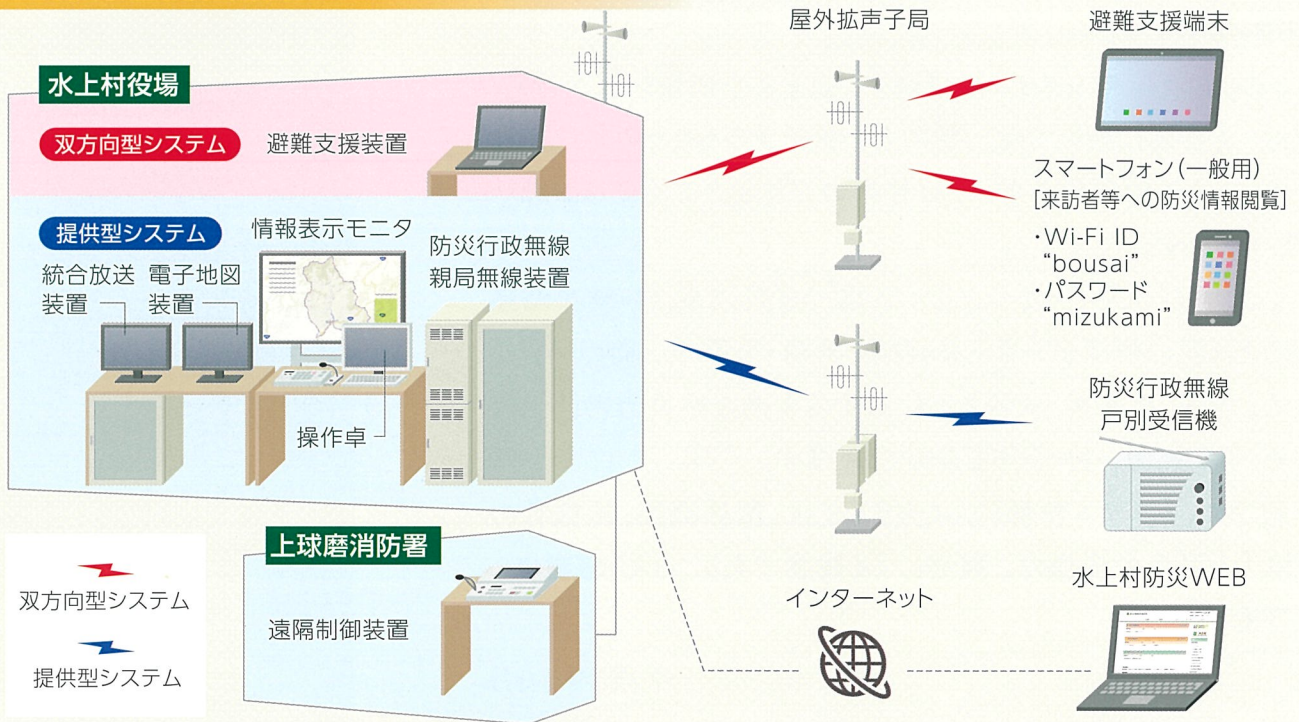 水上村役場
双方向型システム
避難支援装置
提供型システム
情報表示モニタ
統合放送
装置
電子地図
装置
防災行政無線
親局無線装置
操作卓
上球磨消防署
遠隔制御装置
双方向型システム
提供型システム
屋外拡声子局
避難支援端末
スマートフォン(一般用)
[来訪者等への防災情報閲覧]
・Wi-Fi ID
“bousai”
・パスワード
“mizukami”
防災行政無線
戸別受信機
インターネット
水上村防災WEB